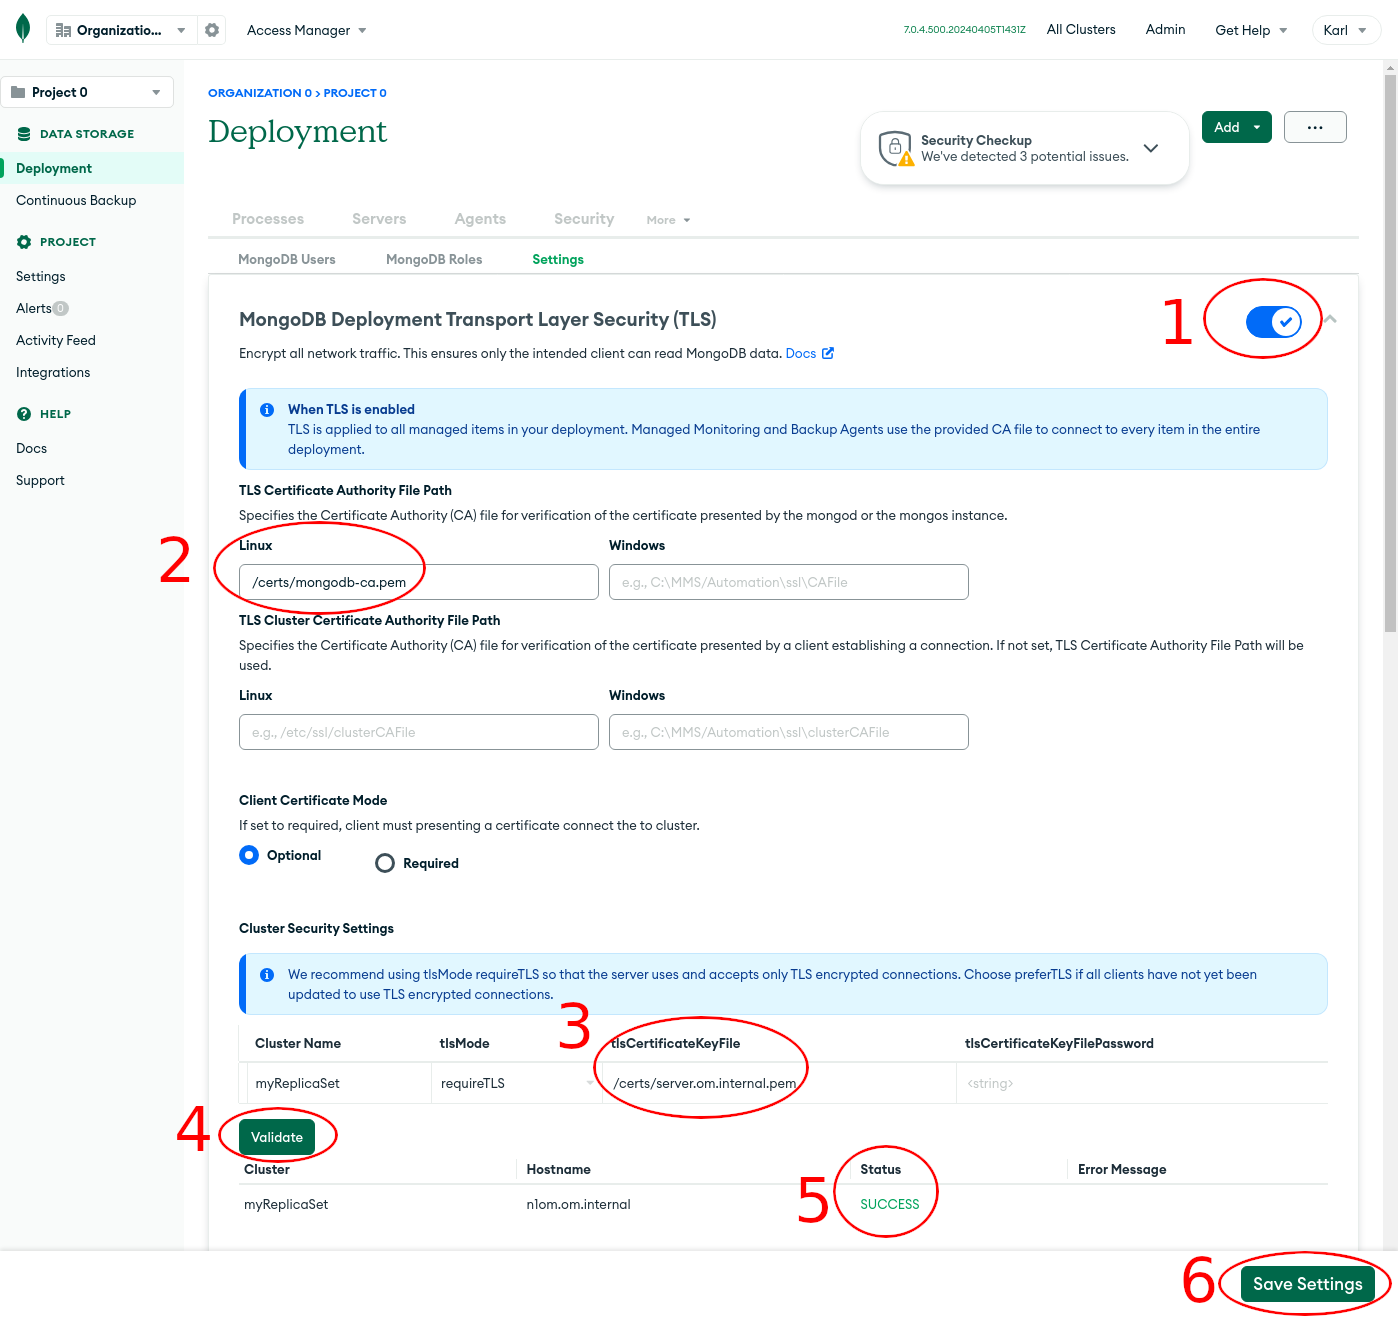 Organizatio...
Access Manager
7.0.4.500.20240405T1431Z
All Clusters
Admin
Get Help
Karl
Project 0
DATA STORAGE
Deployment
Continuous Backup
PROJECT
Settings
Alerts 0
Activity Feed
Integrations
HELP
Docs
Support
ORGANIZATION 0 > PROJECT 0
Deployment
Security Checkup
We've detected 3 potential issues.
Add
...
Processes Servers Agents Security More
MongoDB Users MongoDB Roles Settings
MongoDB Deployment Transport Layer Security (TLS)
1
Encrypt all network traffic. This ensures only the intended client can read MongoDB data. Docs
When TLS is enabled
TLS is applied to all managed items in your deployment. Managed Monitoring and Backup Agents use the provided CA file to connect to every item in the entire
deployment.
TLS Certificate Authority File Path
Specifies the Certificate Authority (CA) file for verification of the certificate presented by the mongod or the mongos instance.
2
Linux Windows
/certs/mongodb-ca.pem e.g., C:\MMS/Automation\ssl\CAFile
TLS Cluster Certificate Authority File Path
Specifies the Certificate Authority (CA) file for verification of the certificate presented by a client establishing a connection. If not set, TLS Certificate Authority File Path will be
used.
Linux Windows
e.g., /etc/ssl/clusterCAFile e.g., C:\MMS/Automation\ssl\clusterCAFile
Client Certificate Mode
If set to required, client must presenting a certificate connect the to cluster.
Optional Required
Cluster Security Settings
We recommend using tlsMode requireTLS so that the server uses and accepts only TLS encrypted connections. Choose preferTLS if all clients have not yet been
updated to use TLS encrypted connections.
3
Cluster Name tlsMode tlsCertificateKeyFile tlsCertificateKeyFilePassword
myReplicaSet requireTLS /certs/server.om.internal.pem <string>
4
Validate
Cluster Hostname Status Error Message
5
myReplicaSet n1om.om.internal SUCCESS
6
Save Settings